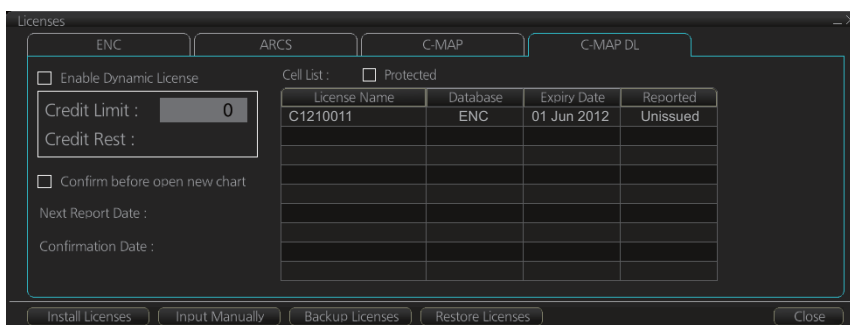 Licenses
ENC ARCS C-MAP C-MAP DL
Enable Dynamic License
Credit Limit : 0
Credit Rest :
Confirm before open new chart
Next Report Date :
Confirmation Date :
Cell List : Protected
License Name Database Expiry Date Reported
C1210011 ENC 01 Jun 2012 Unissued
Install Licenses Input Manually Backup Licenses Restore Licenses Close